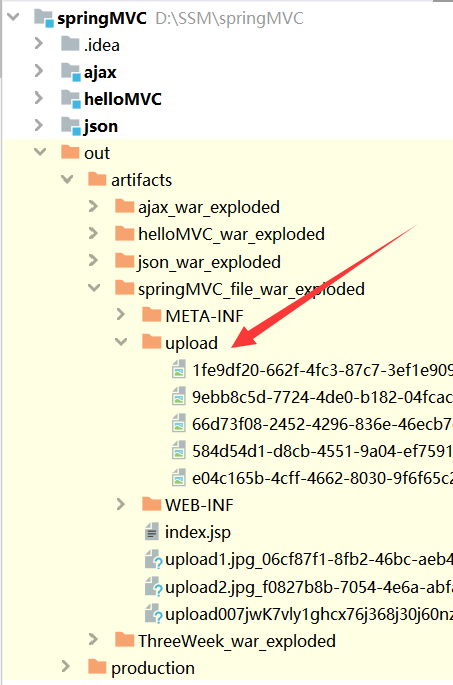 springMVC D:\SSM\springMVC
.idea
ajax
helloMVC
json
out
artifacts
ajax_war_exploded
helloMVC_war_exploded
json_war_exploded
springMVC_file_war_exploded
META-INF
upload
1fe9df20-662f-4fc3-87c7-3ef1e909
9ebb8c5d-7724-4de0-b182-04fcac
66d73f08-2452-4296-836e-46ecb7
584d54d1-d8cb-4551-9a04-ef7591
e04c165b-4cff-4662-8030-9f6f65c2
WEB-INF
index.jsp
upload1.jpg_06cf87f1-8fb2-46bc-aeb4
upload2.jpg_f0827b8b-7054-4e6a-abfa
upload007jwK7vly1ghcx76j368j30j60nz
ThreeWeek_war_exploded
production